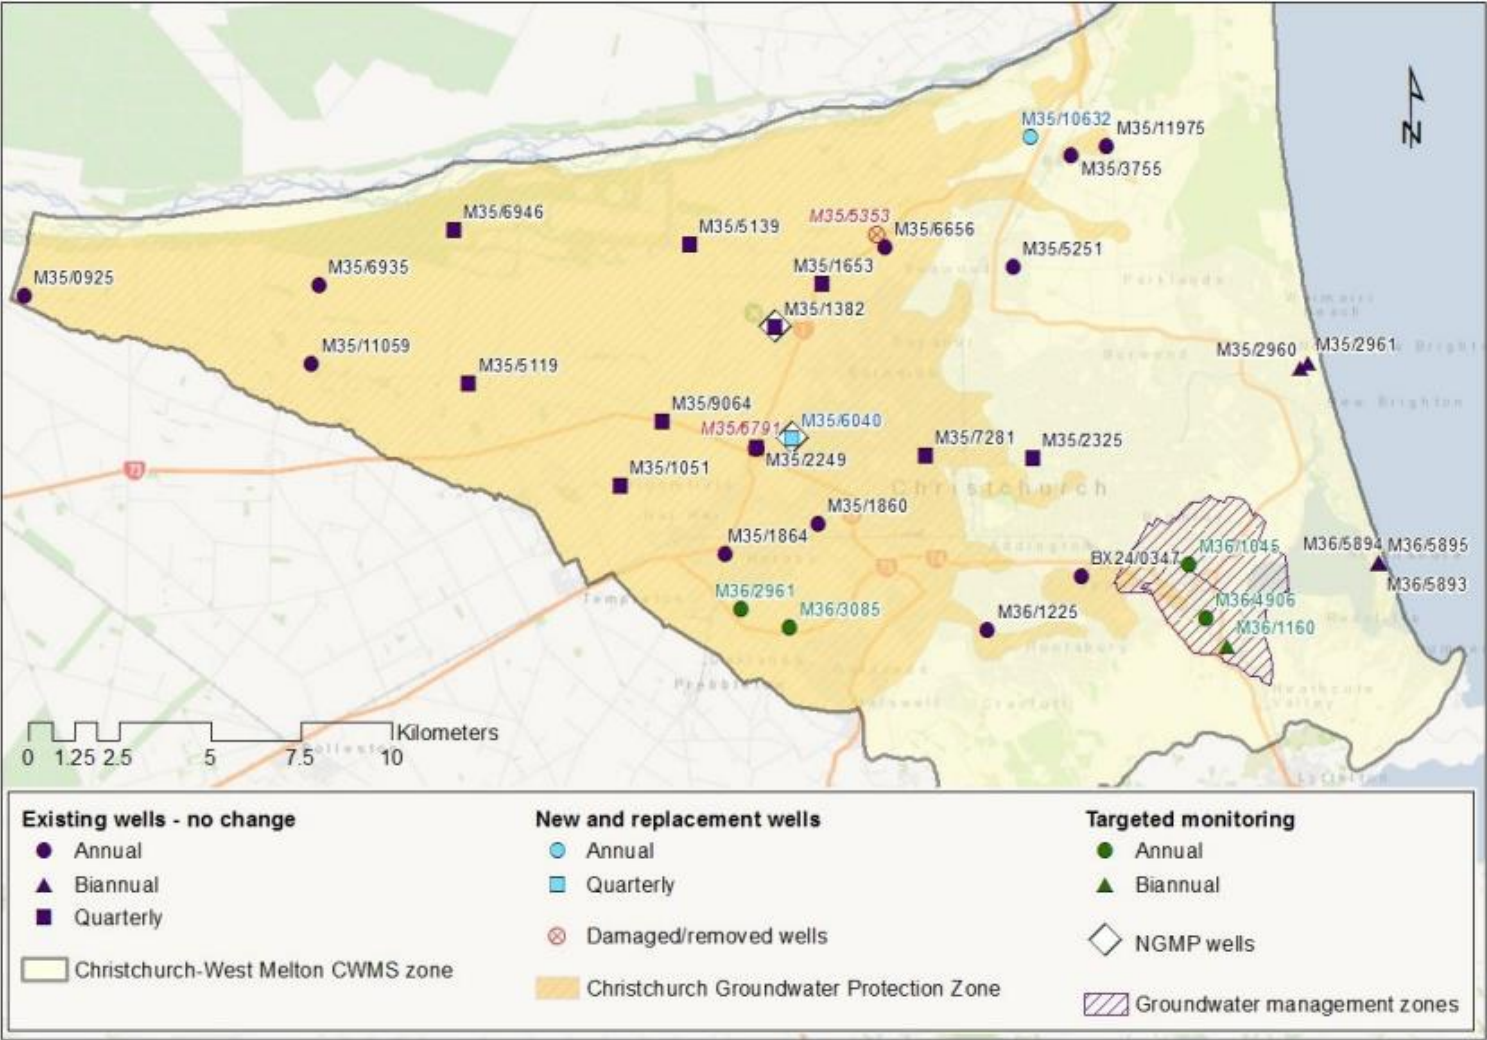 M35/10632
M35/11975
M35/3755
M35/6946
M35/5139
M35/5353
M35/6656
M35/5251
M35/0925
M35/6935
M35/1653
M35/1382
M35/11059
M35/5119
M35/2960
M35/2961
M35/9064
M35/6791
M35/6040
M35/2249
M35/7281
M35/2325
M35/1051
73
Christchurch
M35/1860
M35/1864
BX24/0347
M36/1045
M36/5894
M36/5895
M36/5893
M36/2961
M36/3085
M36/1225
M36/4906
M36/1160
Kilometers
0 1.25 2.5 5 7.5 10
Existing wells - no change
Annual
Biannual
Quarterly
Christchurch-West Melton CWMS zone
New and replacement wells
Annual
Quarterly
Damaged/removed wells
Christchurch Groundwater Protection Zone
Targeted monitoring
Annual
Biannual
NGMP wells
Groundwater management zones
N